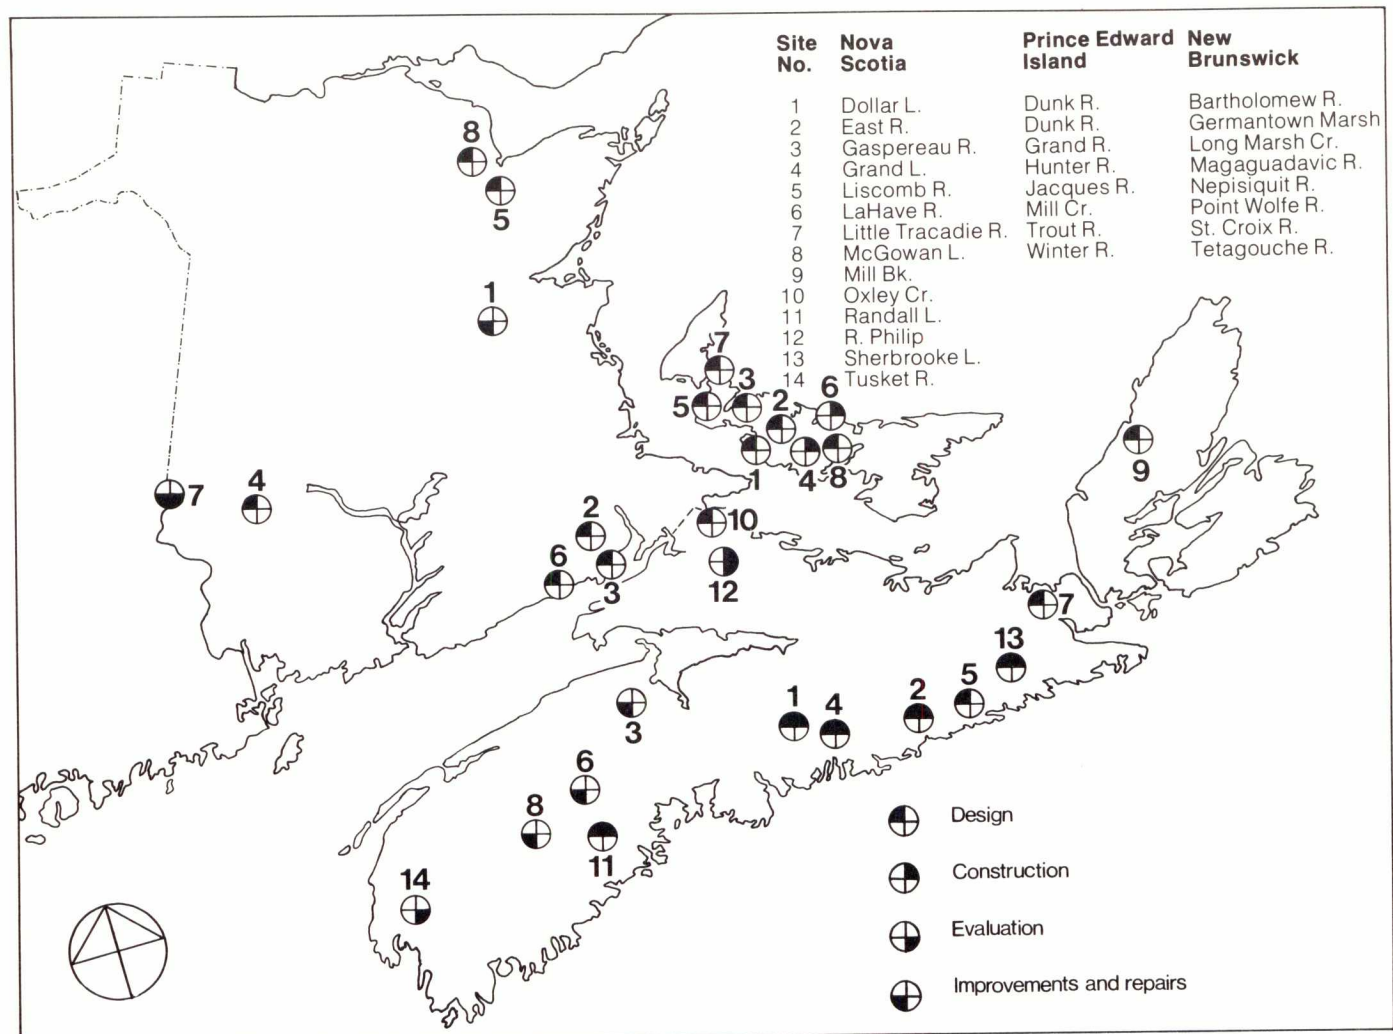 Site No. Nova Scotia Prince Edward Island New Brunswick
1 Dollar L. Dunk R. Bartholomew R.
2 East R. Dunk R. Germantown Marsh
3 Gaspereau R. Grand R. Long Marsh Cr.
4 Grand L. Hunter R. Magaguadavic R.
5 Liscomb R. Jacques R. Nepisiquit R.
6 LaHave R. Mill Cr. Point Wolfe R.
7 Little Tracadie R. Trout R. St. Croix R.
8 McGowan L. Winter R. Tetagouche R.
9 Mill Bk.
10 Oxley Cr.
11 Randall L.
12 R. Philip
13 Sherbrooke L.
14 Tusket R.
8
5
1
7
3
5
2
6
1
4
8
9
7
4
2
10
6
3
12
7
13
5
1
4
2
3
6
8
11
14
Design
Construction
Evaluation
Improvements and repairs